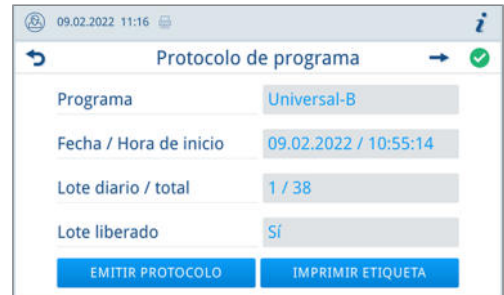 09.02.2022 11:16
i
Protocolo de programa
Programa Universal-B
Fecha / Hora de inicio 09.02.2022 / 10:55:14
Lote diario / total 1 / 38
Lote liberado Sí
EMITIR PROTOCOLO IMPRIMIR ETIQUETA